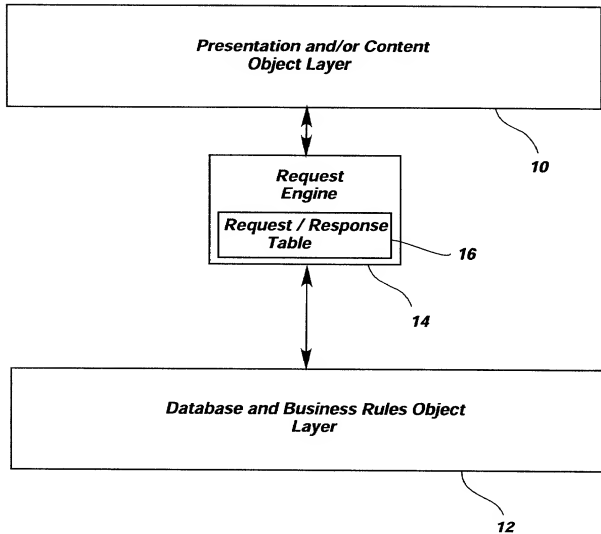 Presentation and/or Content
Object Layer
10
Request
Engine
Request / Response
Table
16
14
Database and Business Rules Object
Layer
12